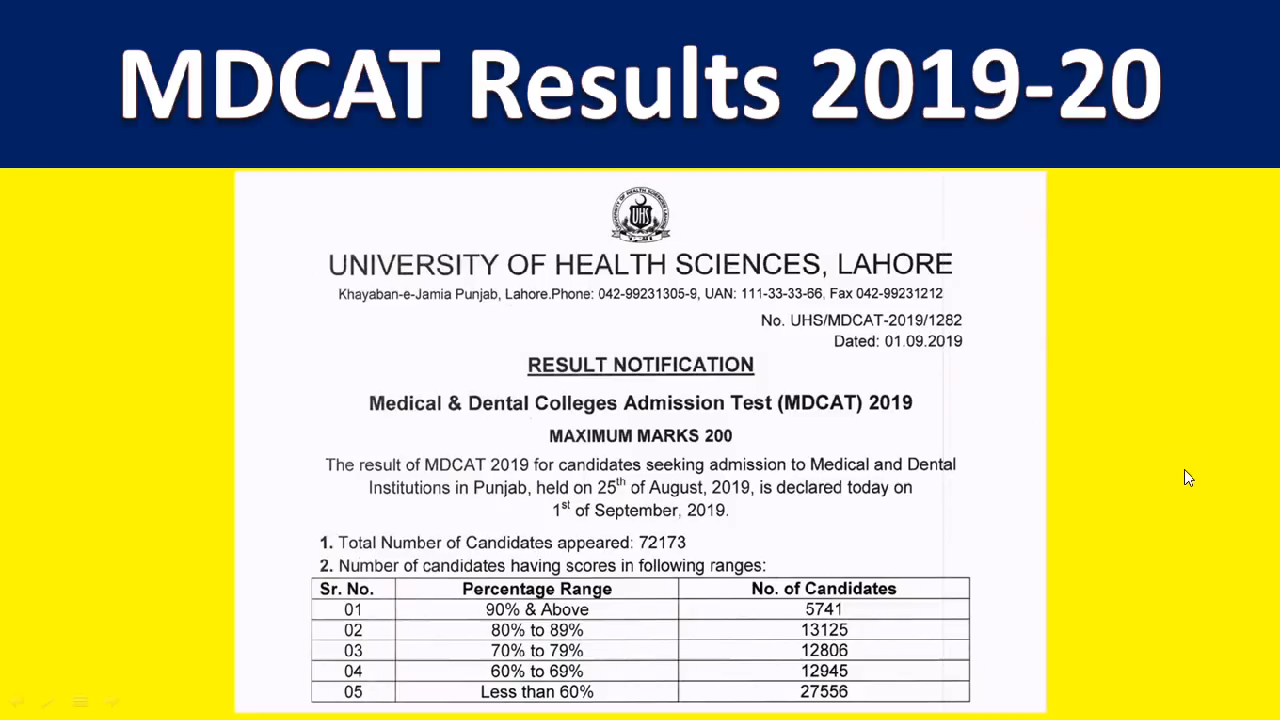 MDCAT Results 2019-20
UHS
UNIVERSITY OF HEALTH SCIENCES, LAHORE
Khayaban-e-Jamia Punjab, Lahore.Phone: 042-99231305-9, UAN: 111-33-33-66, Fax 042-99231212
No. UHS/MDCAT-2019/1282
Dated: 01.09.2019
RESULT NOTIFICATION
Medical & Dental Colleges Admission Test (MDCAT) 2019
MAXIMUM MARKS 200
The result of MDCAT 2019 for candidates seeking admission to Medical and Dental
Institutions in Punjab, held on 25th of August, 2019, is declared today on
1st of September, 2019.
1. Total Number of Candidates appeared: 72173
2. Number of candidates having scores in following ranges:
Sr. No. Percentage Range No. of Candidates
01 90% & Above 5741
02 80% to 89% 13125
03 70% to 79% 12806
04 60% to 69% 12945
05 Less than 60% 27556